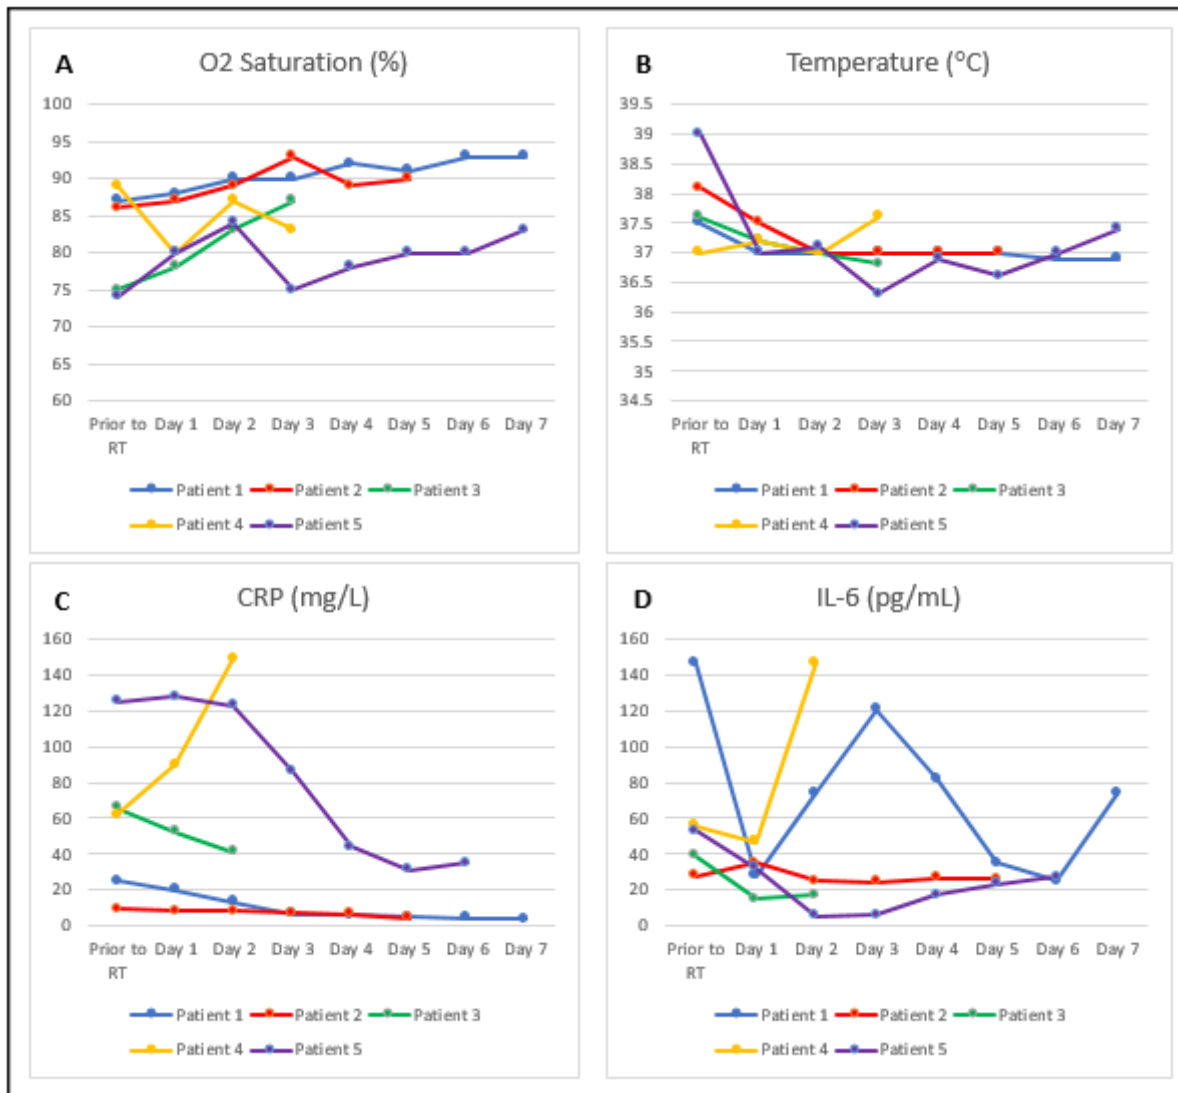 A O2 Saturation (%)
100
95
90
85
80
75
70
65
60
Prior to RT Day 1 Day 2 Day 3 Day 4 Day 5 Day 6 Day 7
Patient 1 Patient 2 Patient 3
Patient 4 Patient 5
B Temperature (°C)
39.5
39
38.5
38
37.5
37
36.5
36
35.5
35
34.5
Prior to RT Day 1 Day 2 Day 3 Day 4 Day 5 Day 6 Day 7
Patient 1 Patient 2 Patient 3
Patient 4 Patient 5
C CRP (mg/L)
160
140
120
100
80
60
40
20
0
Prior to RT Day 1 Day 2 Day 3 Day 4 Day 5 Day 6 Day 7
Patient 1 Patient 2 Patient 3
Patient 4 Patient 5
D IL-6 (pg/mL)
160
140
120
100
80
60
40
20
0
Prior to RT Day 1 Day 2 Day 3 Day 4 Day 5 Day 6 Day 7
Patient 1 Patient 2 Patient 3
Patient 4 Patient 5